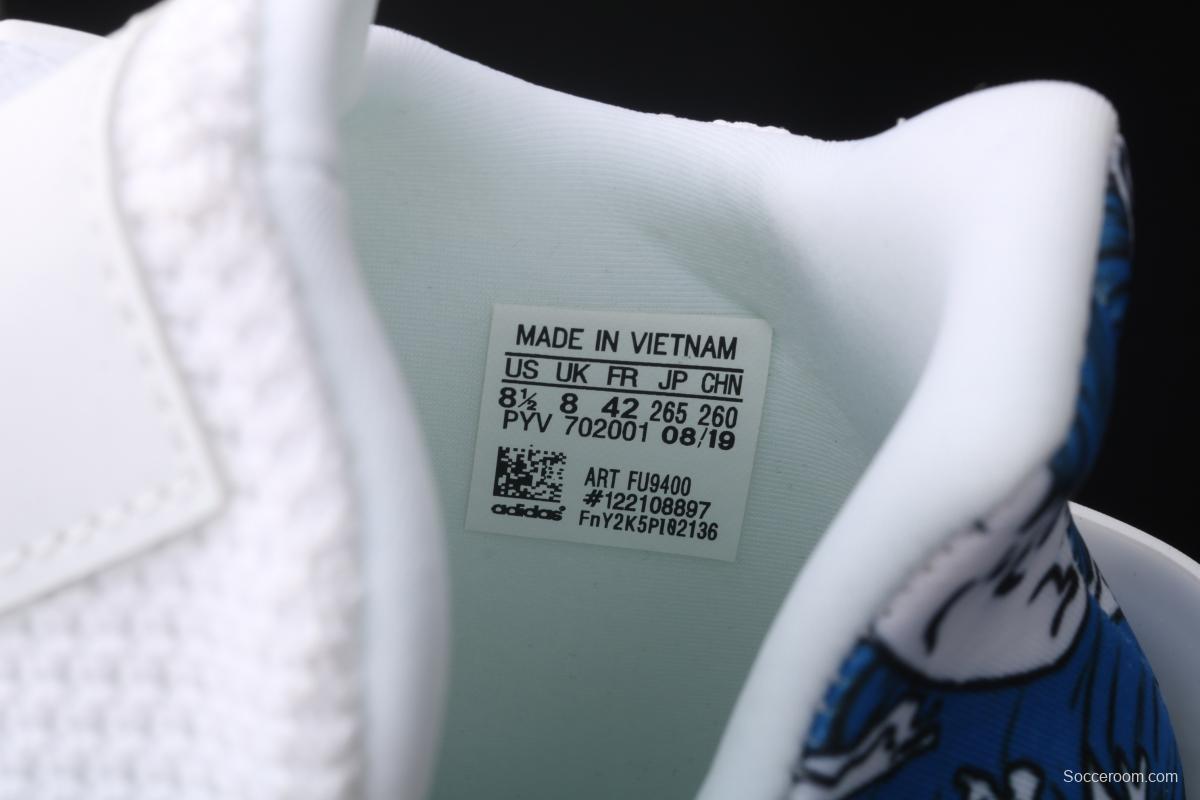 MADE IN VIETNAM
US UK FR JP CHN
8½ 8 42 265 260
PYV 702001 08/19
ART FU9400
#122108897
adidas
FnY2K5PI02136
Socceroom.com